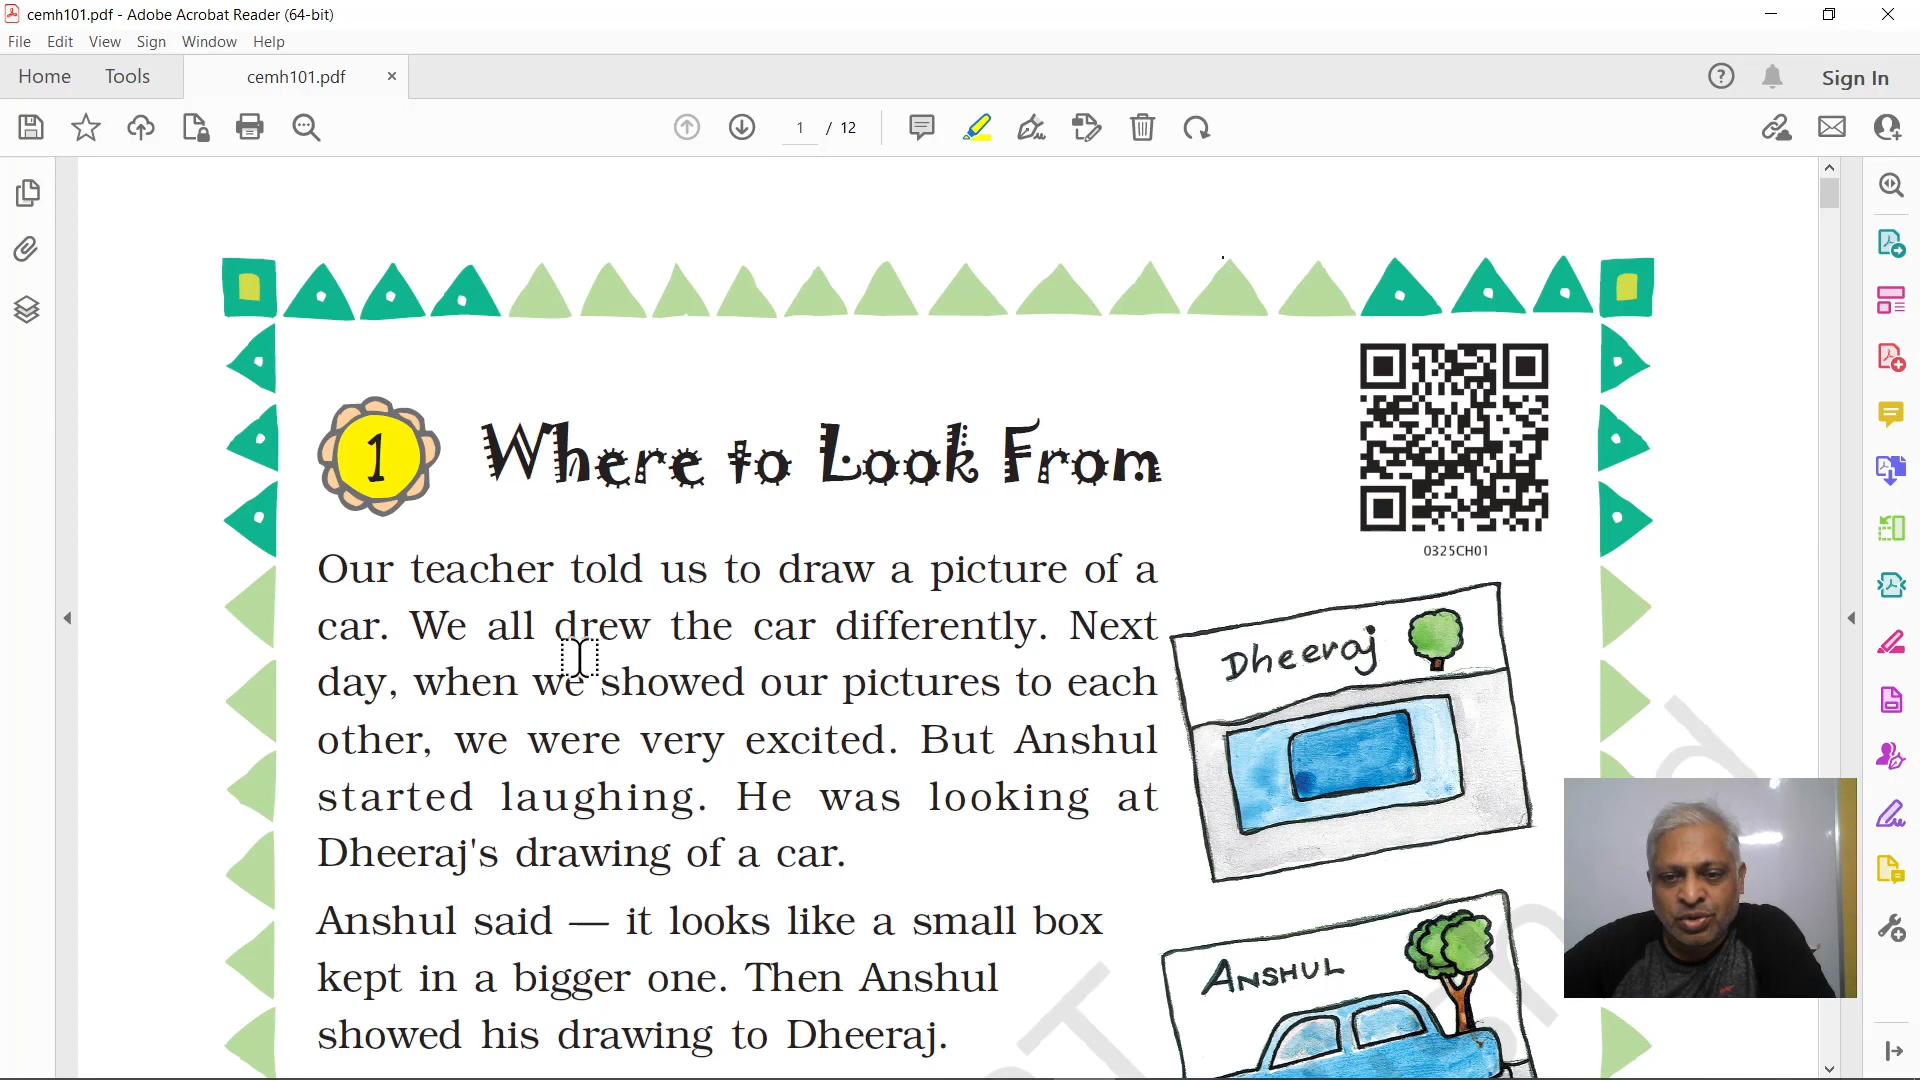 cemh101.pdf - Adobe Acrobat Reader (64-bit)
File Edit View Sign Window Help
Home Tools cemh101.pdf × ? Sign In
1 / 12
1 Where to Look From
0325CH01
Our teacher told us to draw a picture of a
car. We all drew the car differently. Next
day, when we showed our pictures to each
other, we were very excited. But Anshul
started laughing. He was looking at
Dheeraj's drawing of a car.
Dheeraj
Anshul said — it looks like a small box
kept in a bigger one. Then Anshul
showed his drawing to Dheeraj.
ANSHUL